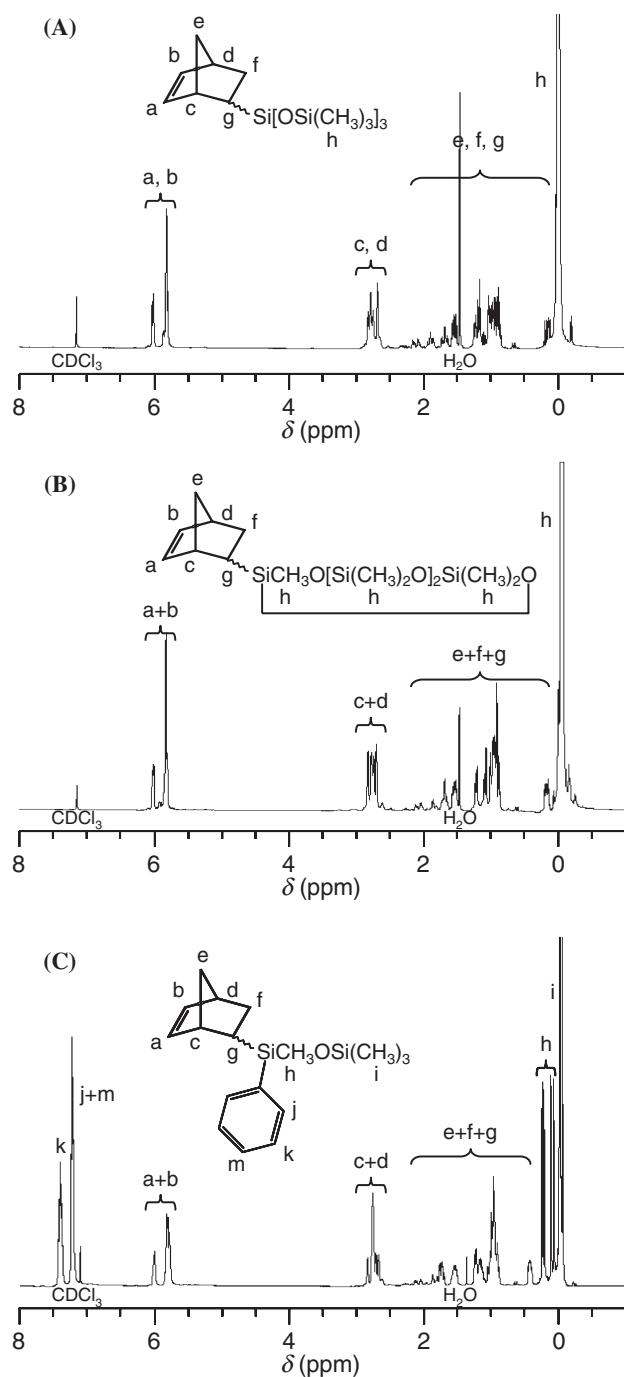 (A)
e
b
d
f
a
c
g
Si[OSi(CH₃)₃]₃
h
h
e, f, g
a, b
c, d
CDCl₃
H₂O
8
6
4
2
0
δ (ppm)
(B)
e
b
d
f
a
c
g
SiCH₃O[Si(CH₃)₂O]₂Si(CH₃)₂O
h
h
h
h
a+b
e+f+g
c+d
CDCl₃
H₂O
8
6
4
2
0
δ (ppm)
(C)
e
b
d
f
a
c
g
SiCH₃OSi(CH₃)₃
h
i
j
k
m
i
h
j+m
k
a+b
c+d
e+f+g
CDCl₃
H₂O
8
6
4
2
0
δ (ppm)